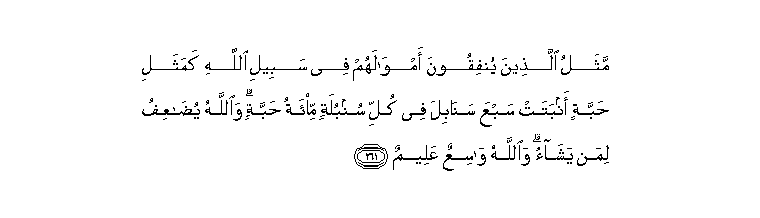 مَّثَلُ ٱلَّذِينَ يُنفِقُونَ أَمْوَٰلَهُمْ فِى سَبِيلِ ٱللَّهِ كَمَثَلِ
حَبَّةٍ أَنۢبَتَتْ سَبْعَ سَنَابِلَ فِى كُلِّ سُنۢبُلَةٍ مِّا۟ئَةُ حَبَّةٍ ۗ وَٱللَّهُ يُضَٰعِفُ
لِمَن يَشَآءُ ۗ وَٱللَّهُ وَٰسِعٌ عَلِيمٌ ٢٦١